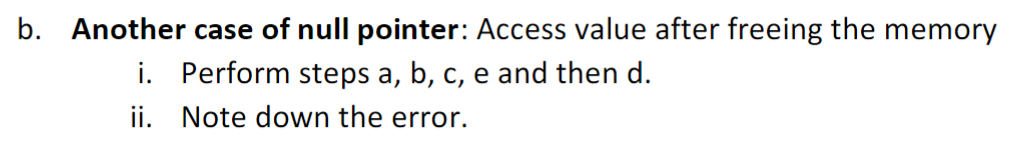 b. Another case of null pointer: Access value after freeing the memory
i. Perform steps a, b, c, e and then d.
ii. Note down the error.